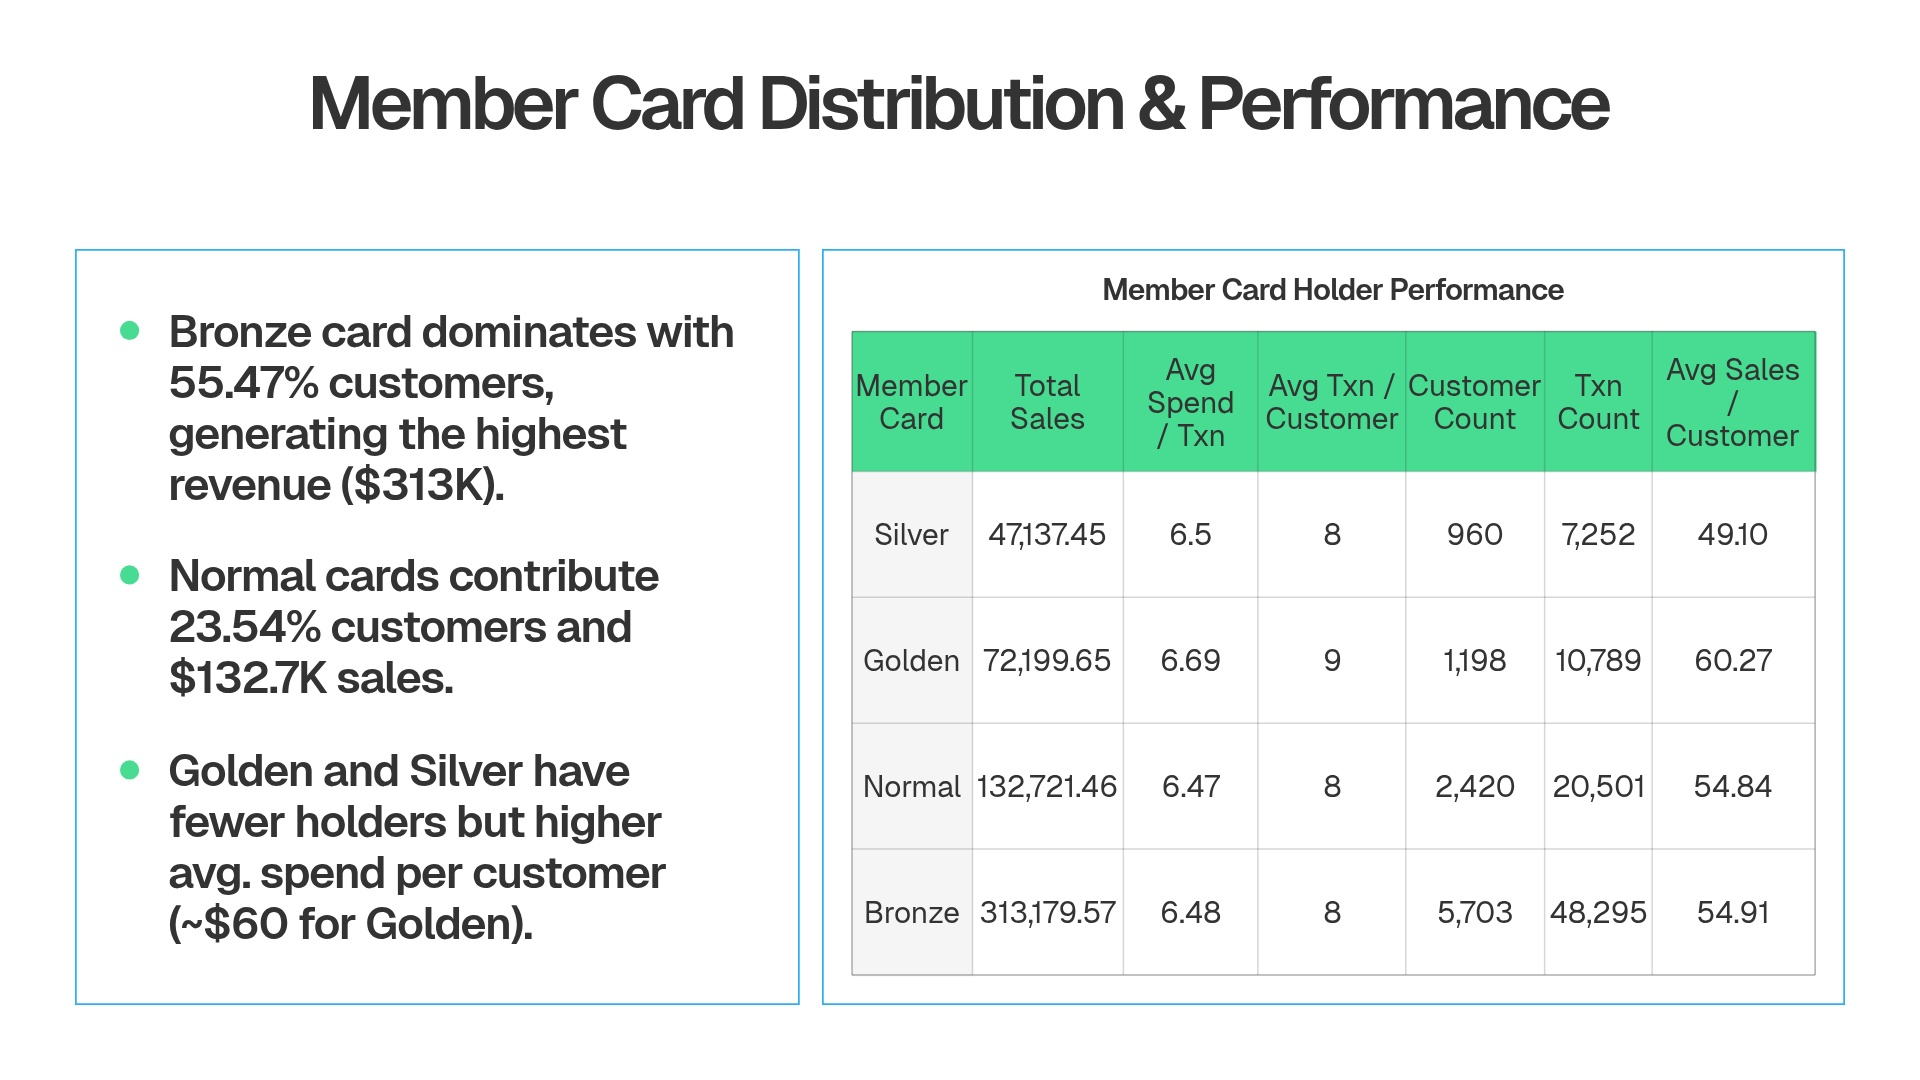 Member Card Distribution & Performance
Bronze card dominates with
55.47% customers,
generating the highest
revenue ($313K).
Normal cards contribute
23.54% customers and
$132.7K sales.
Golden and Silver have
fewer holders but higher
avg. spend per customer
(~$60 for Golden).
Member Card Holder Performance
Member Card Total Sales Avg Spend / Txn Avg Txn / Customer Customer Count Txn Count Avg Sales / Customer
Silver 47,137.45 6.5 8 960 7,252 49.10
Golden 72,199.65 6.69 9 1,198 10,789 60.27
Normal 132,721.46 6.47 8 2,420 20,501 54.84
Bronze 313,179.57 6.48 8 5,703 48,295 54.91